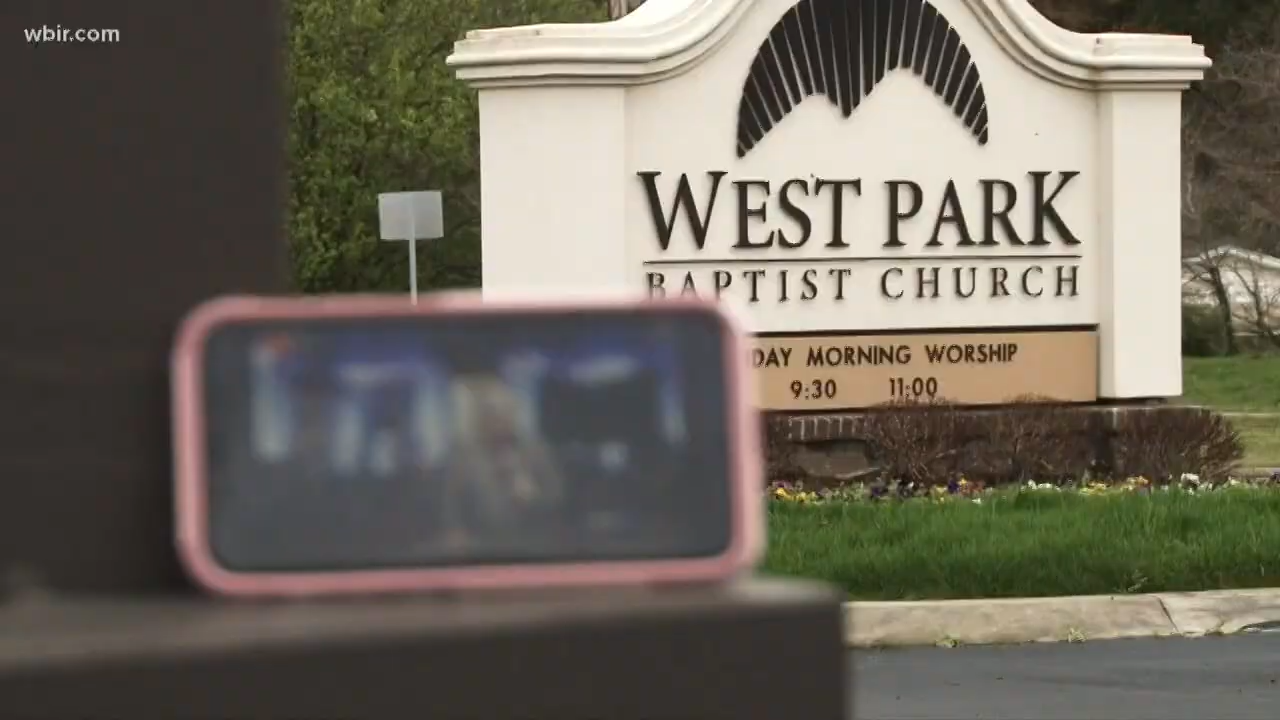 wbir.com
WEST PARK
BAPTIST CHURCH
DAY MORNING WORSHIP
9:30 11:00